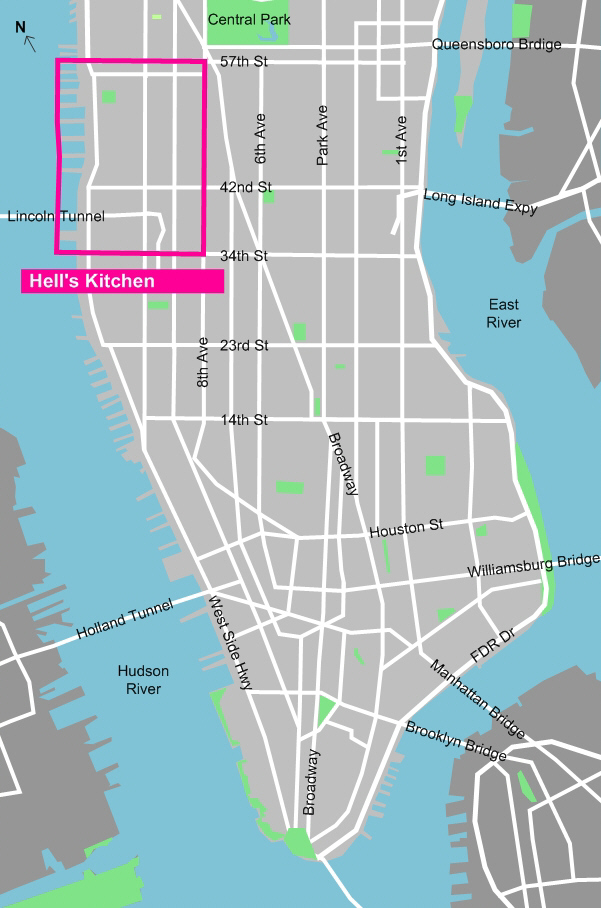 N
Central Park
Queensboro Brdige
57th St
6th Ave
Park Ave
1st Ave
42nd St
Long Island Expy
Lincoln Tunnel
34th St
Hell's Kitchen
East
River
8th Ave
23rd St
14th St
Broadway
Houston St
Williamsburg Bridge
Holland Tunnel
West Side Hwy
FDR Dr
Hudson
River
Manhattan Bridge
Brooklyn Bridge
Broadway